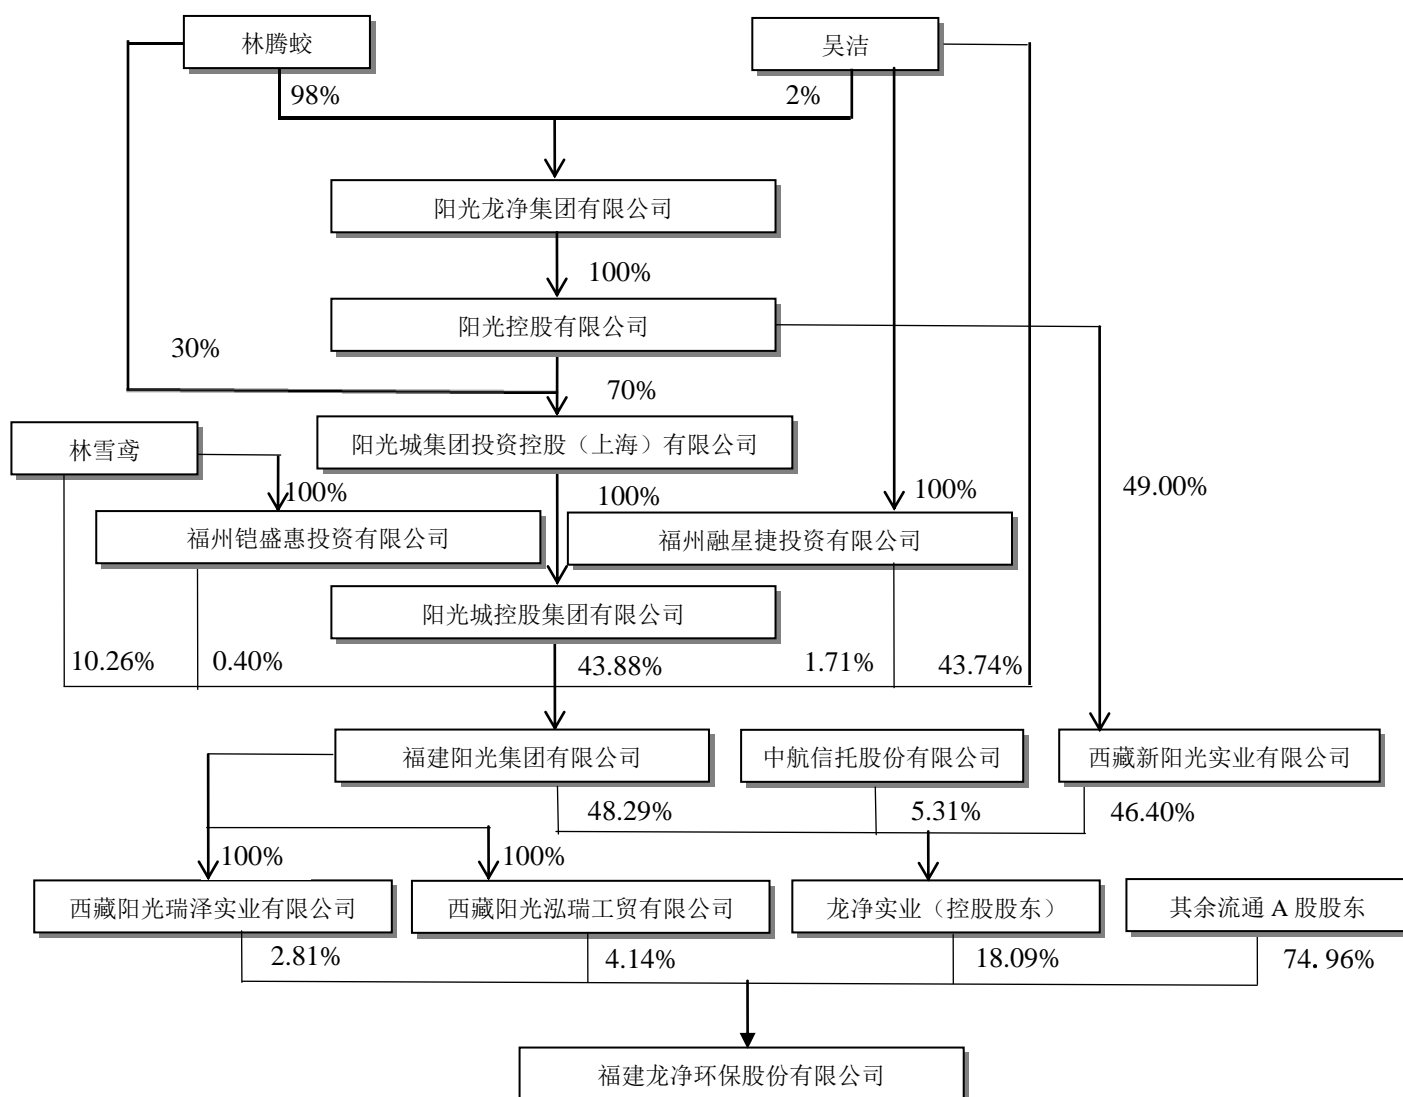 林腾蛟
吴洁
98%
2%
阳光龙净集团有限公司
100%
阳光控股有限公司
30%
70%
林雪鸢
阳光城集团投资控股（上海）有限公司
100%
100%
100%
49.00%
福州铠盛惠投资有限公司
福州融星捷投资有限公司
阳光城控股集团有限公司
10.26%
0.40%
43.88%
1.71%
43.74%
福建阳光集团有限公司
中航信托股份有限公司
西藏新阳光实业有限公司
48.29%
5.31%
46.40%
100%
100%
西藏阳光瑞泽实业有限公司
西藏阳光泓瑞工贸有限公司
龙净实业（控股股东）
其余流通 A 股股东
2.81%
4.14%
18.09%
74.96%
福建龙净环保股份有限公司